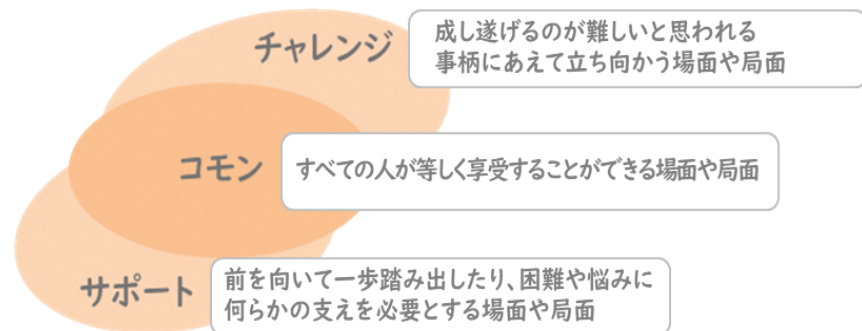 チャレンジ
成し遂げるのが難しいと思われる
事柄にあえて立ち向かう場面や局面
コモン
すべての人が等しく享受することができる場面や局面
サポート
前を向いて一歩踏み出したり、困難や悩みに
何らかの支えを必要とする場面や局面